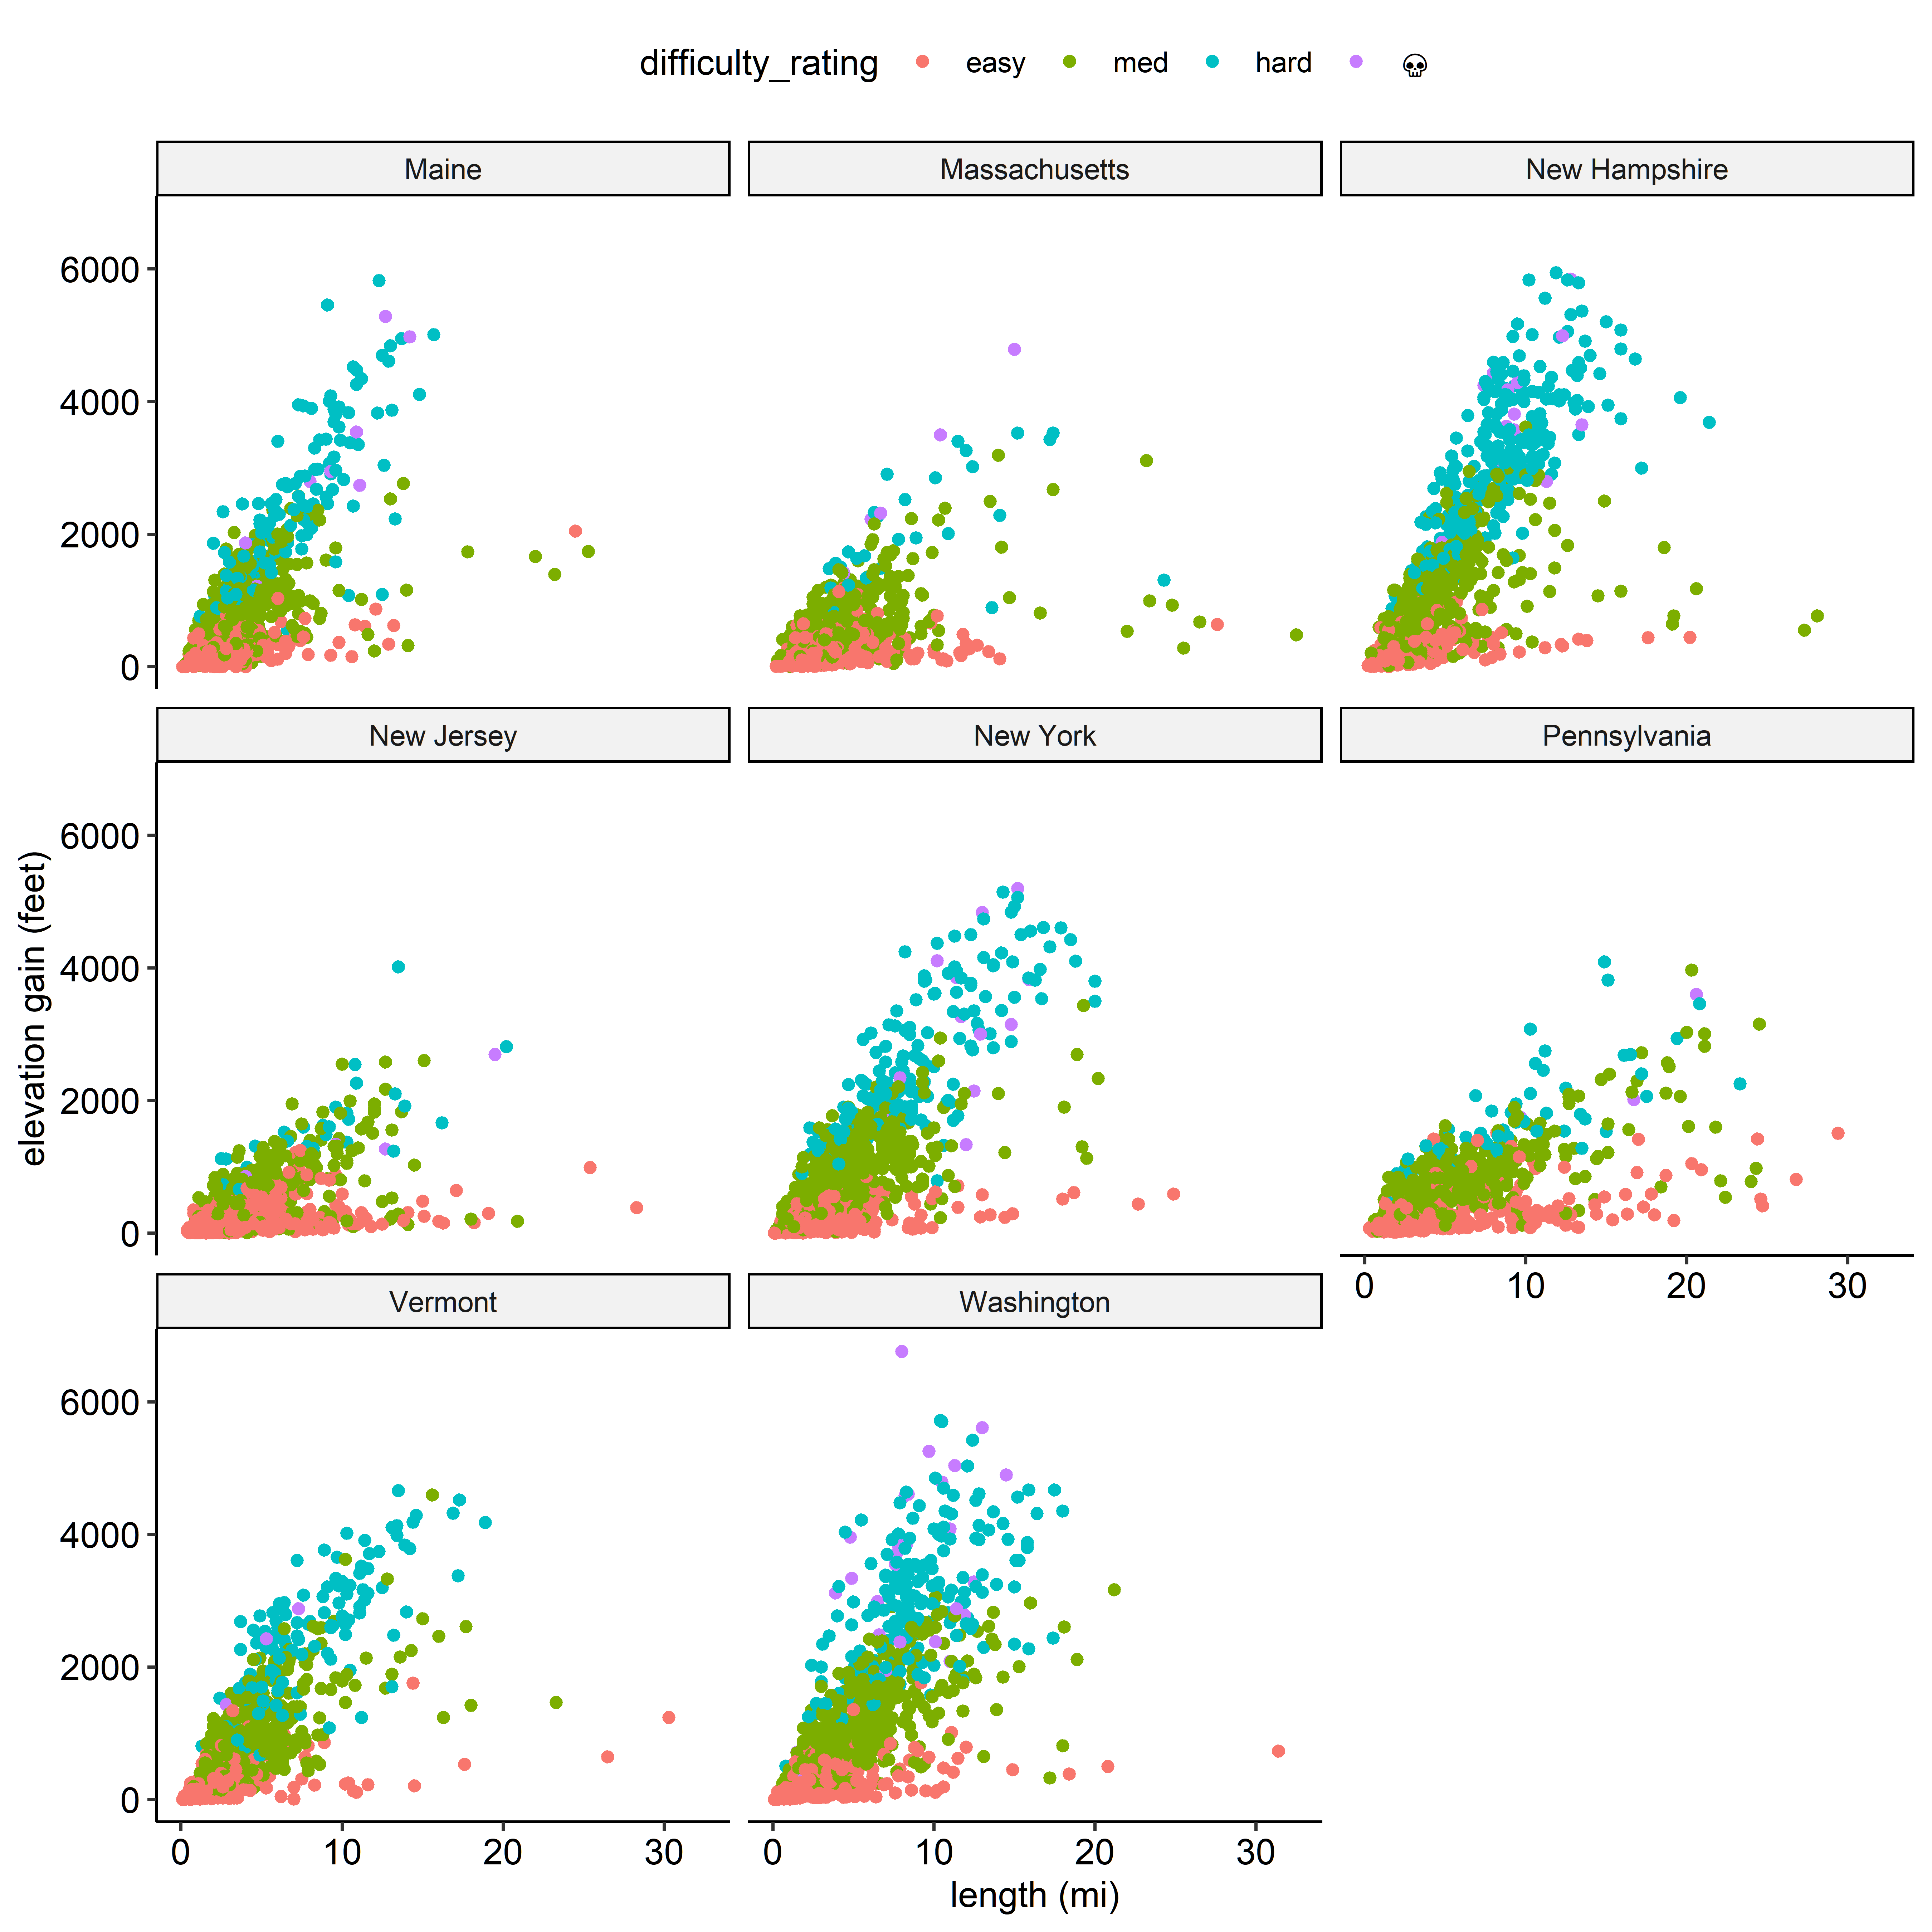 difficulty_rating easy med hard 💀
Maine Massachusetts New Hampshire
6000
4000
2000
0
New Jersey New York Pennsylvania
6000
4000
2000
0
0 10 20 30
Vermont Washington
6000
4000
2000
0
0 10 20 30 0 10 20 30
length (mi)
elevation gain (feet)